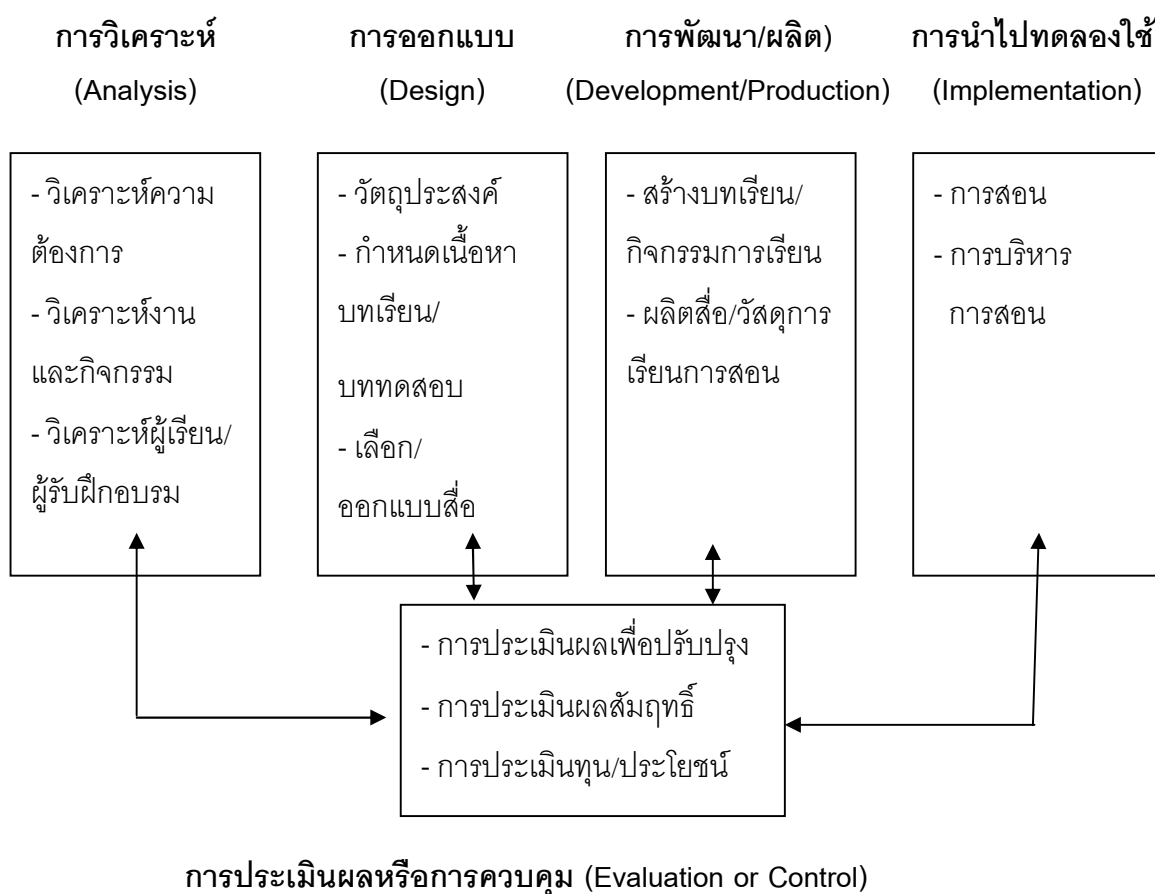 การวิเคราะห์
(Analysis)
การออกแบบ
(Design)
การพัฒนา/ผลิต)
(Development/Production)
การนำไปทดลองใช้
(Implementation)
- วิเคราะห์ความ
ต้องการ
- วิเคราะห์งาน
และกิจกรรม
- วิเคราะห์ผู้เรียน/
ผู้รับฝึกอบรม
- วัตถุประสงค์
- กำหนดเนื้อหา
บทเรียน/
บททดสอบ
- เลือก/
ออกแบบสื่อ
- สร้างบทเรียน/
กิจกรรมการเรียน
- ผลิตสื่อ/วัสดุการ
เรียนการสอน
- การสอน
- การบริหาร
การสอน
- การประเมินผลเพื่อปรับปรุง
- การประเมินผลสัมฤทธิ์
- การประเมินทุน/ประโยชน์
การประเมินผลหรือการควบคุม (Evaluation or Control)